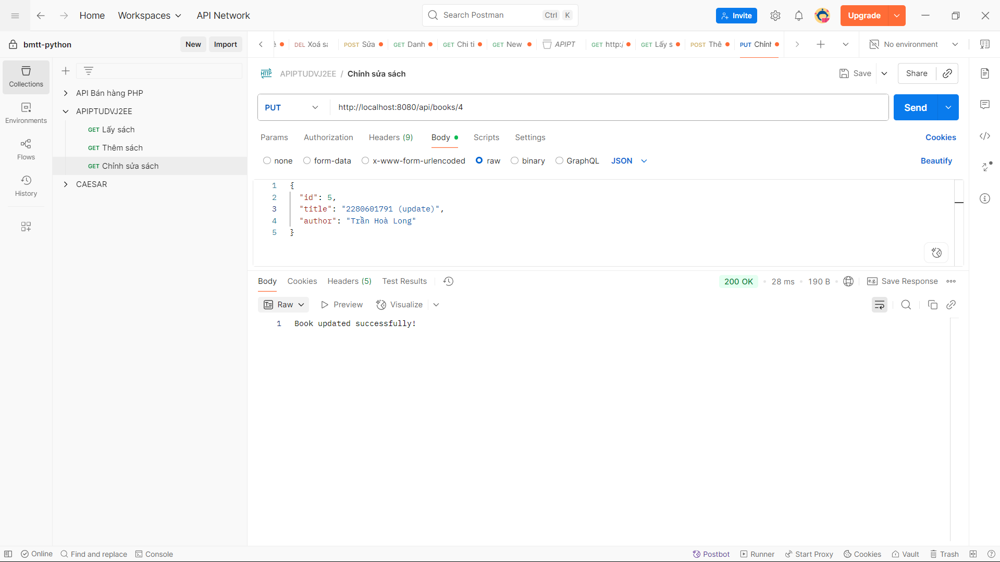 Home Workspaces API Network Search Postman Ctrl K Invite Upgrade
bmtt-python New Import DEL Xoá sá POST Sửa GET Danh GET Chi ti GET New APIPT GET http:/ GET Lấy s POST Thê PUT Chỉnh No environment
Collections
Environments
Flows
History
API Bán hàng PHP
APIPTUDVJ2EE
GET Lấy sách
GET Thêm sách
GET Chỉnh sửa sách
CAESAR
HTTP APIPTUDVJ2EE / Chỉnh sửa sách Save Share
PUT http://localhost:8080/api/books/4 Send
Params Authorization Headers (9) Body Scripts Settings Cookies
none form-data x-www-form-urlencoded raw binary GraphQL JSON Beautify
1 {
2 "id": 5,
3 "title": "2280601791 (update)",
4 "author": "Trần Hoà Long"
5 }
Body Cookies Headers (5) Test Results 200 OK 28 ms 190 B e.g. Save Response
Raw Preview Visualize
1 Book updated successfully!
Online Find and replace Console Postbot Runner Start Proxy Cookies Vault Trash